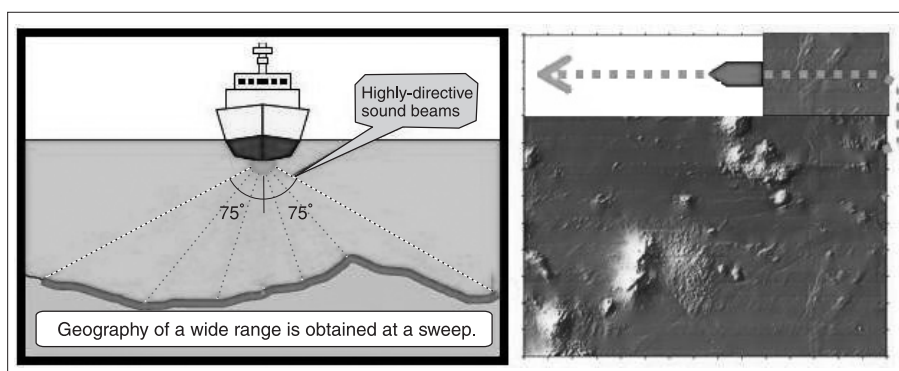 Highly-directive
sound beams
75°
75°
Geography of a wide range is obtained at a sweep.